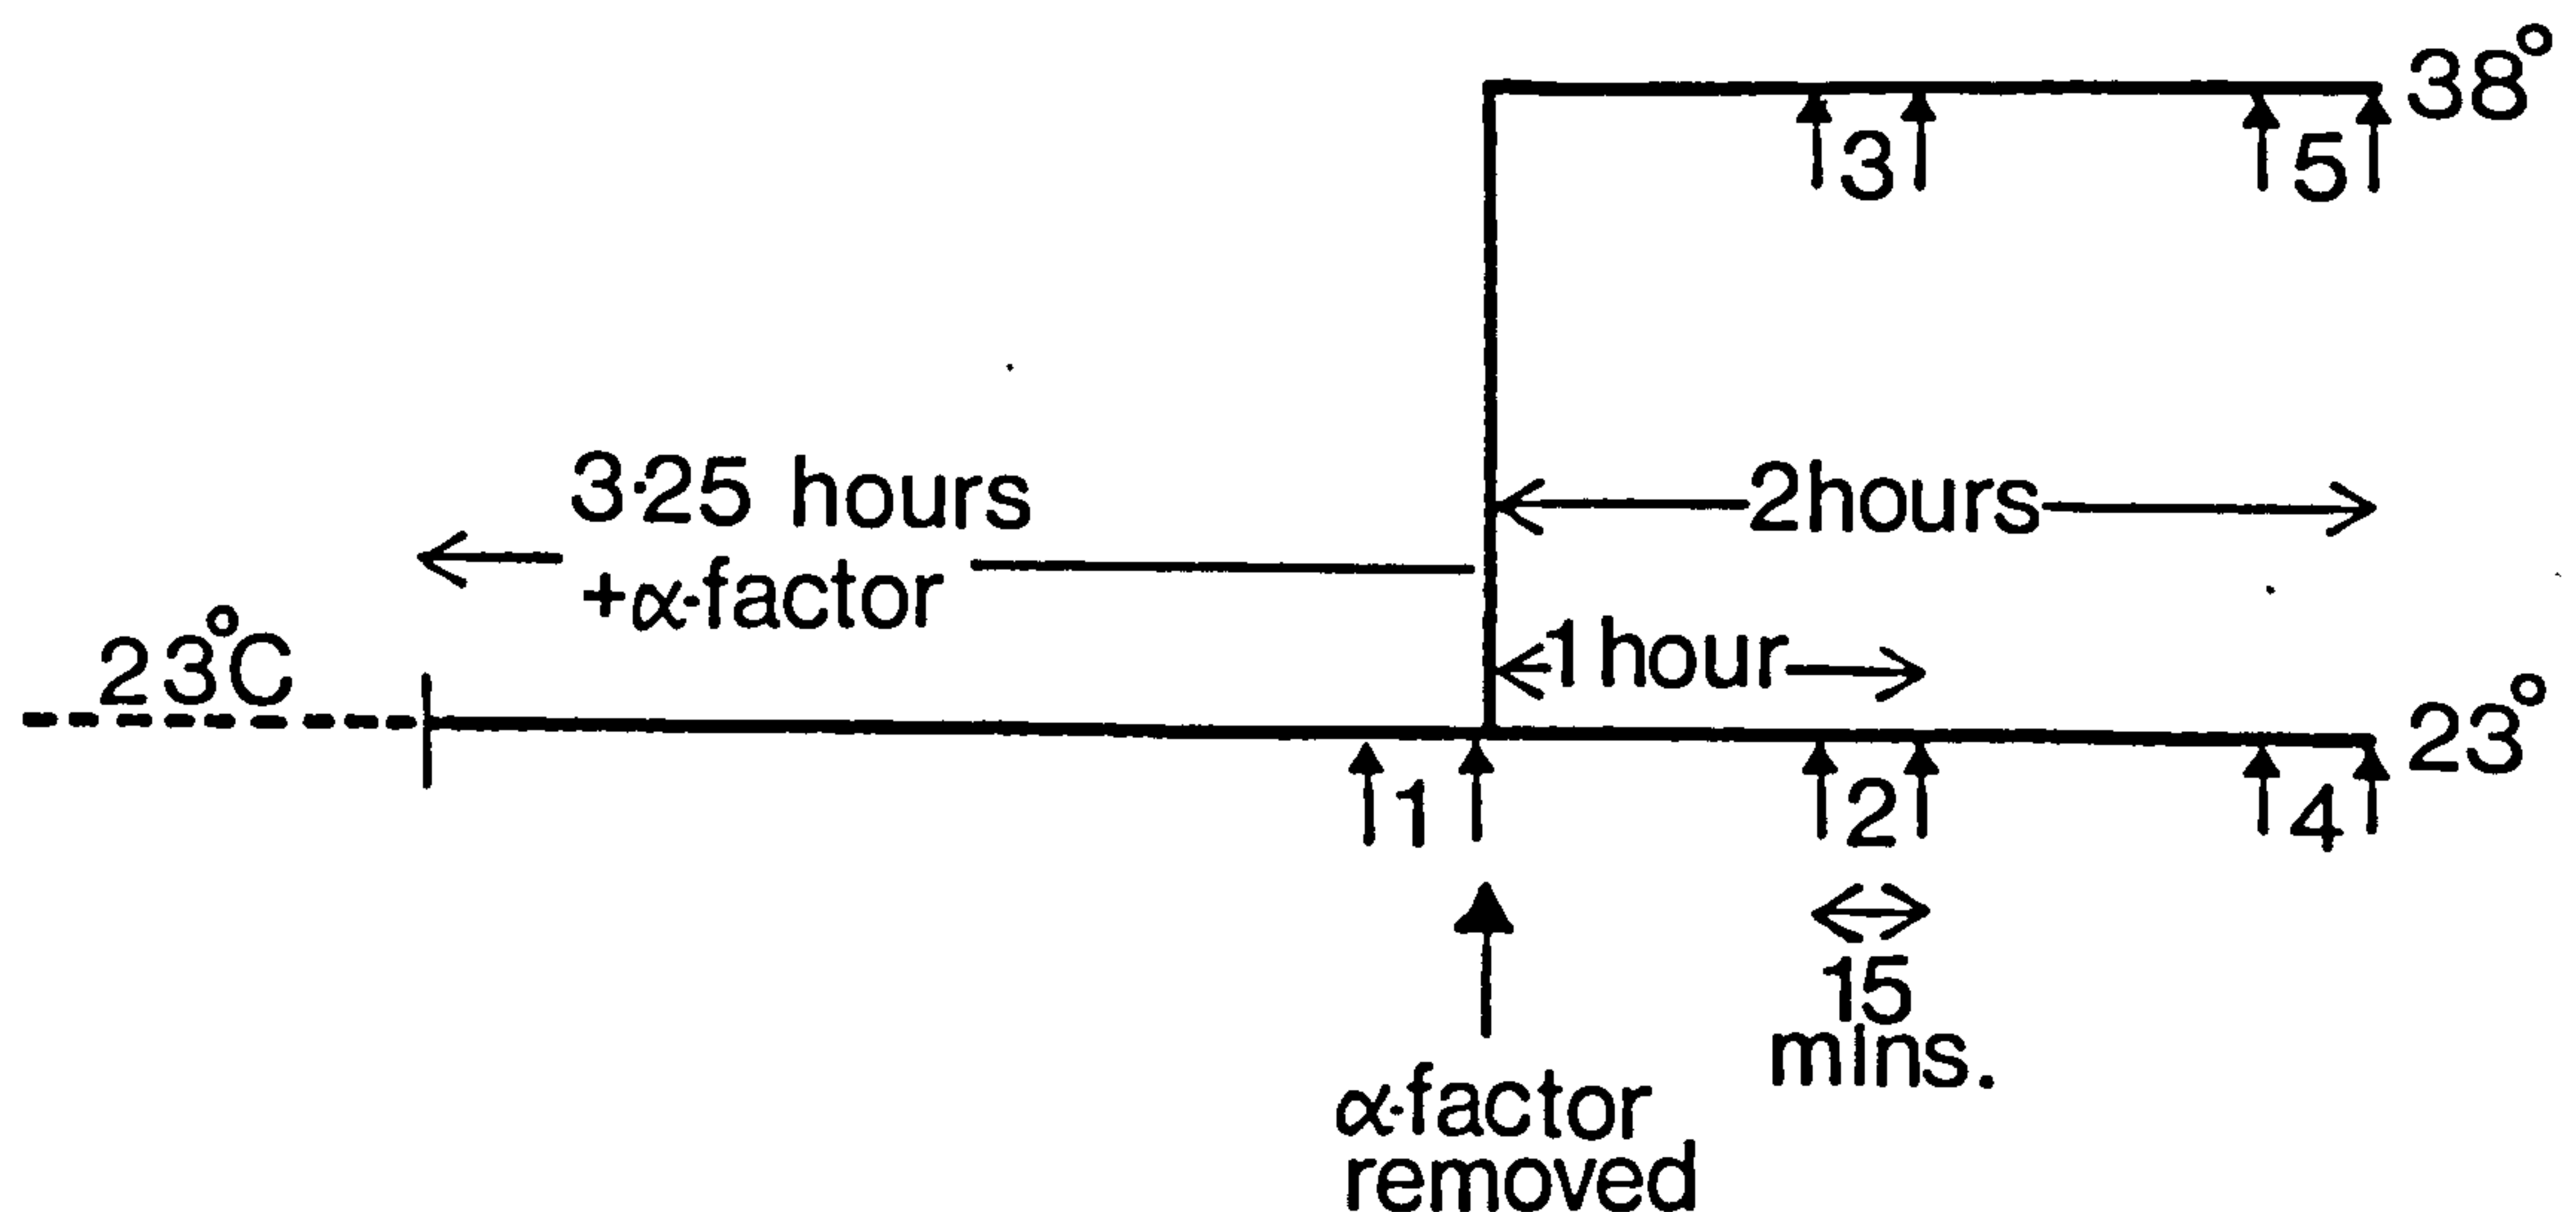 38°
3
5
3·25 hours
+α-factor
2hours
23°C
1 hour
23°
1
2
4
15
mins.
α-factor
removed